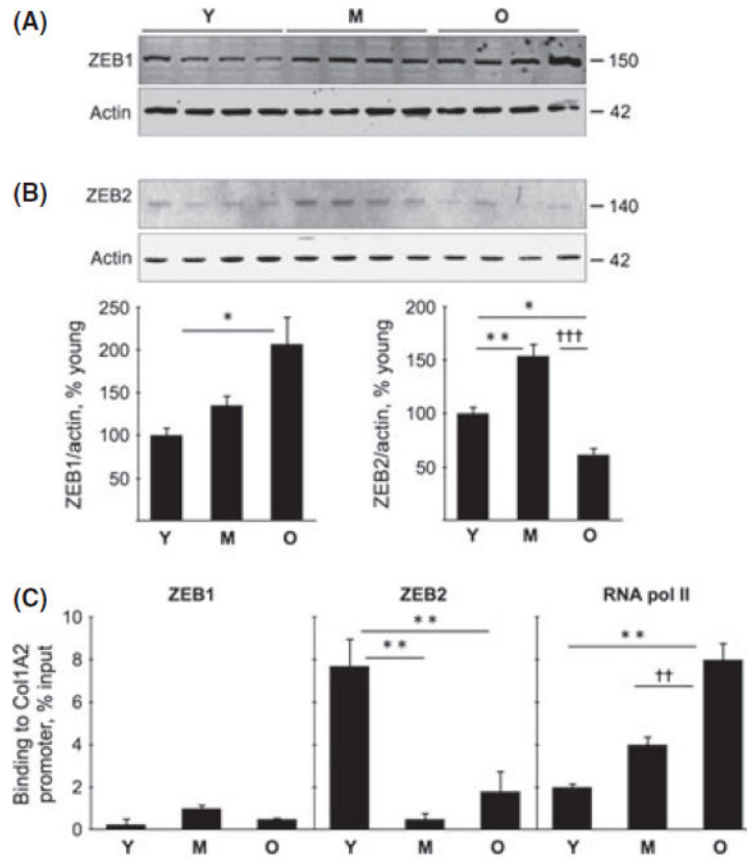 (A)
Y M O
ZEB1 150
Actin 42
(B)
ZEB2 140
Actin 42
ZEB1/actin, % young
250
200
150
100
50
*
Y M O
ZEB2/actin, % young
200
150
100
50
*
** †††
Y M O
(C)
ZEB1 ZEB2 RNA pol II
Binding to Col1A2
promoter, % input
10
8
6
4
2
0
**
**
**
††
Y M O Y M O Y M O